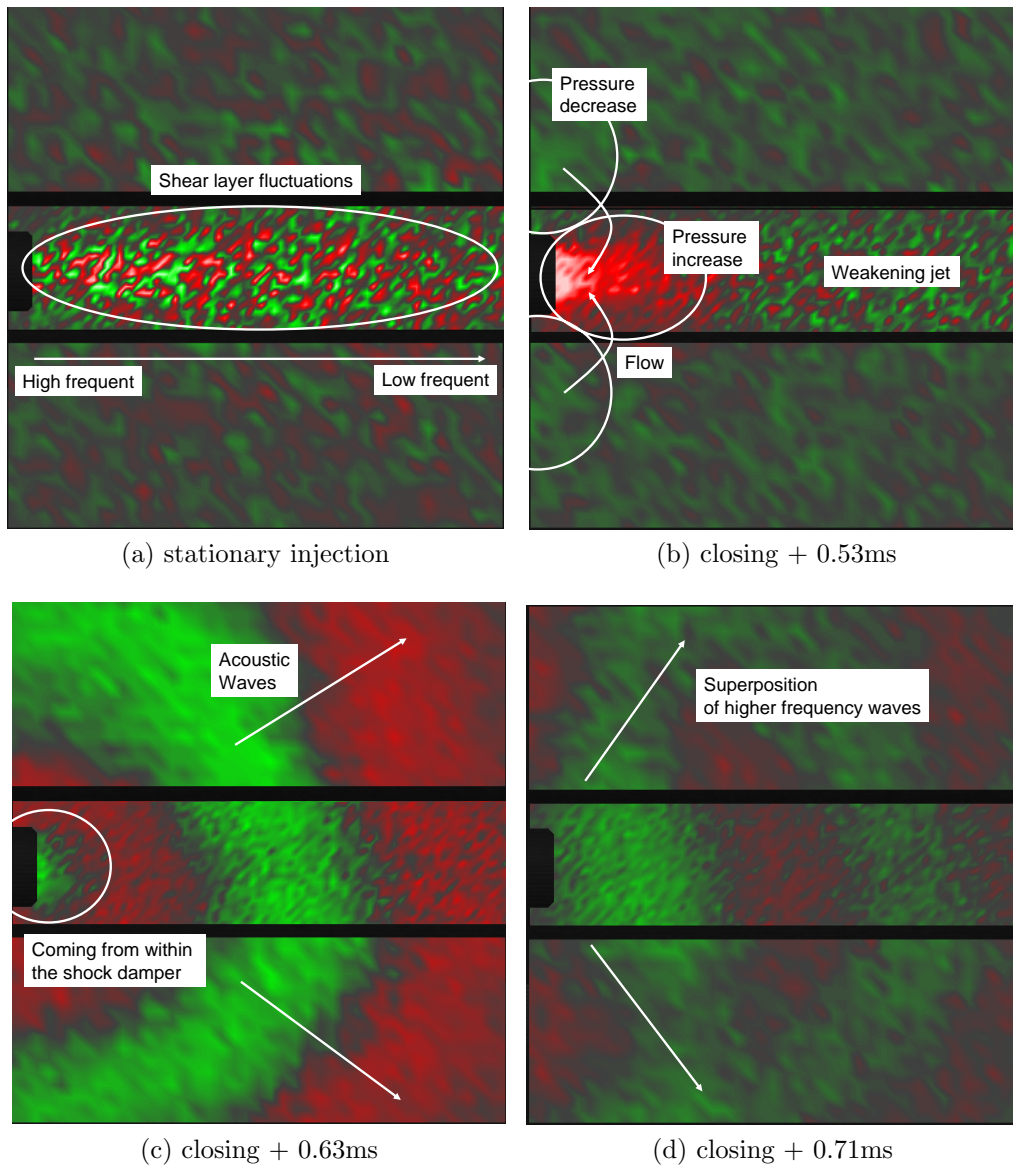 Shear layer fluctuations
High frequent
Low frequent
(a) stationary injection
Pressure
decrease
Pressure
increase
Weakening jet
Flow
(b) closing + 0.53ms
Acoustic
Waves
Coming from within
the shock damper
(c) closing + 0.63ms
Superposition
of higher frequency waves
(d) closing + 0.71ms